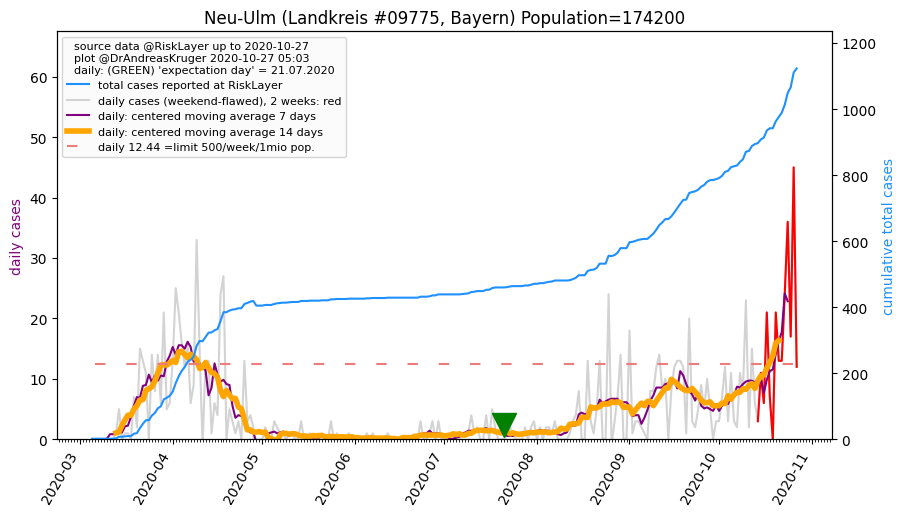 Neu-Ulm (Landkreis #09775, Bayern) Population=174200
source data @RiskLayer up to 2020-10-27
plot @DrAndreasKruger 2020-10-27 05:03
daily: (GREEN) 'expectation day' = 21.07.2020
total cases reported at RiskLayer
daily cases (weekend-flawed), 2 weeks: red
daily: centered moving average 7 days
daily: centered moving average 14 days
daily 12.44 =limit 500/week/1mio pop.
daily cases
60
50
40
30
20
10
0
cumulative total cases
1200
1000
800
600
400
200
0
2020-03
2020-04
2020-05
2020-06
2020-07
2020-08
2020-09
2020-10
2020-11